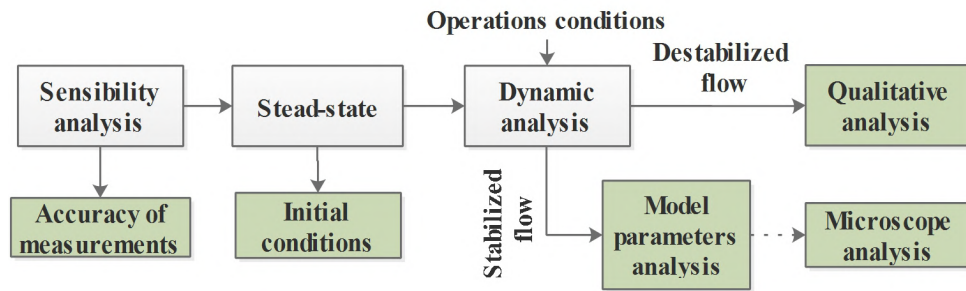 Operations conditions
Sensibility
analysis
Stead-state
Dynamic
analysis
Destabilized
flow
Qualitative
analysis
Accuracy of
measurements
Initial
conditions
Stabilized
flow
Model
parameters
analysis
Microscope
analysis